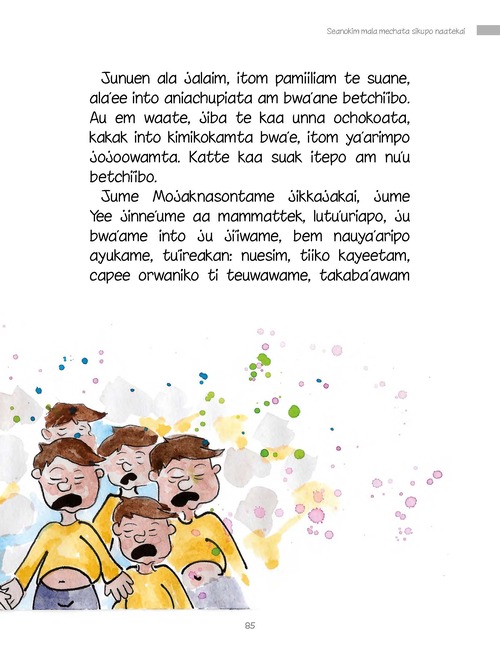 Seanokim mala mechata sikupo naatekai
Junuen ala jalaim, itom pamiiliam te suane,
ala'ee into aniachupiata am bwa'ane betchi'ibo.
Au em waate, jiba te kaa unna ochokoata,
kakak into kimikokamta bwa'e, itom ya'arimpo
jojoowamta. Katte kaa suak itepo am nu'u
betchi'ibo.
Jume Mojaknasontame jikkajakai, jume
Yee jinne'ume aa mammattek, lutu'uriapo, ju
bwa'ame into ju jiiwame, bem nauya'aripo
ayukame, tu'ireakan: nuesim, tiiko kayeetam,
capee orwaniko ti teuwawame, takaba'awam
85